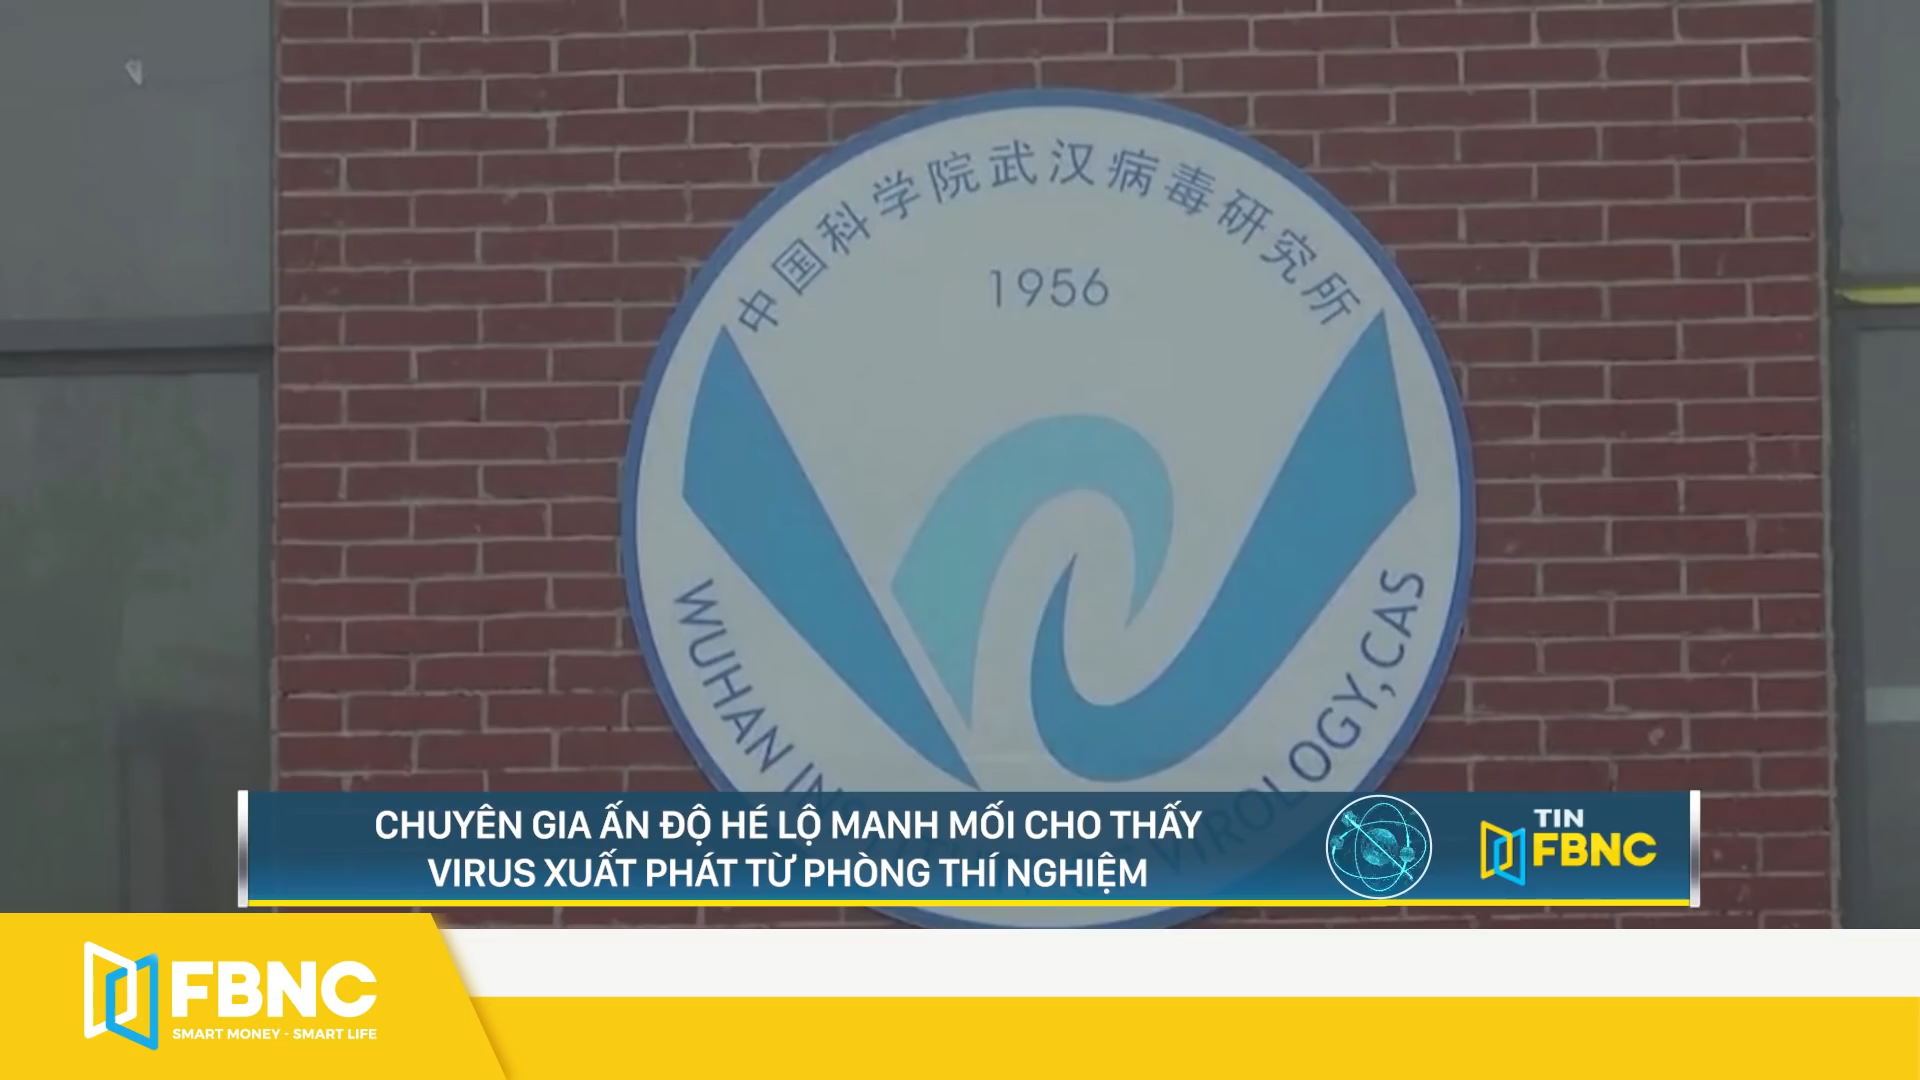 中国科学院武汉病毒研究所
1956
WUHAN INSTITUTE OF VIROLOGY, CAS
CHUYÊN GIA ẤN ĐỘ HÉ LỘ MANH MỐI CHO THẤY
VIRUS XUẤT PHÁT TỪ PHÒNG THÍ NGHIỆM
TIN
FBNC
FBNC
SMART MONEY - SMART LIFE